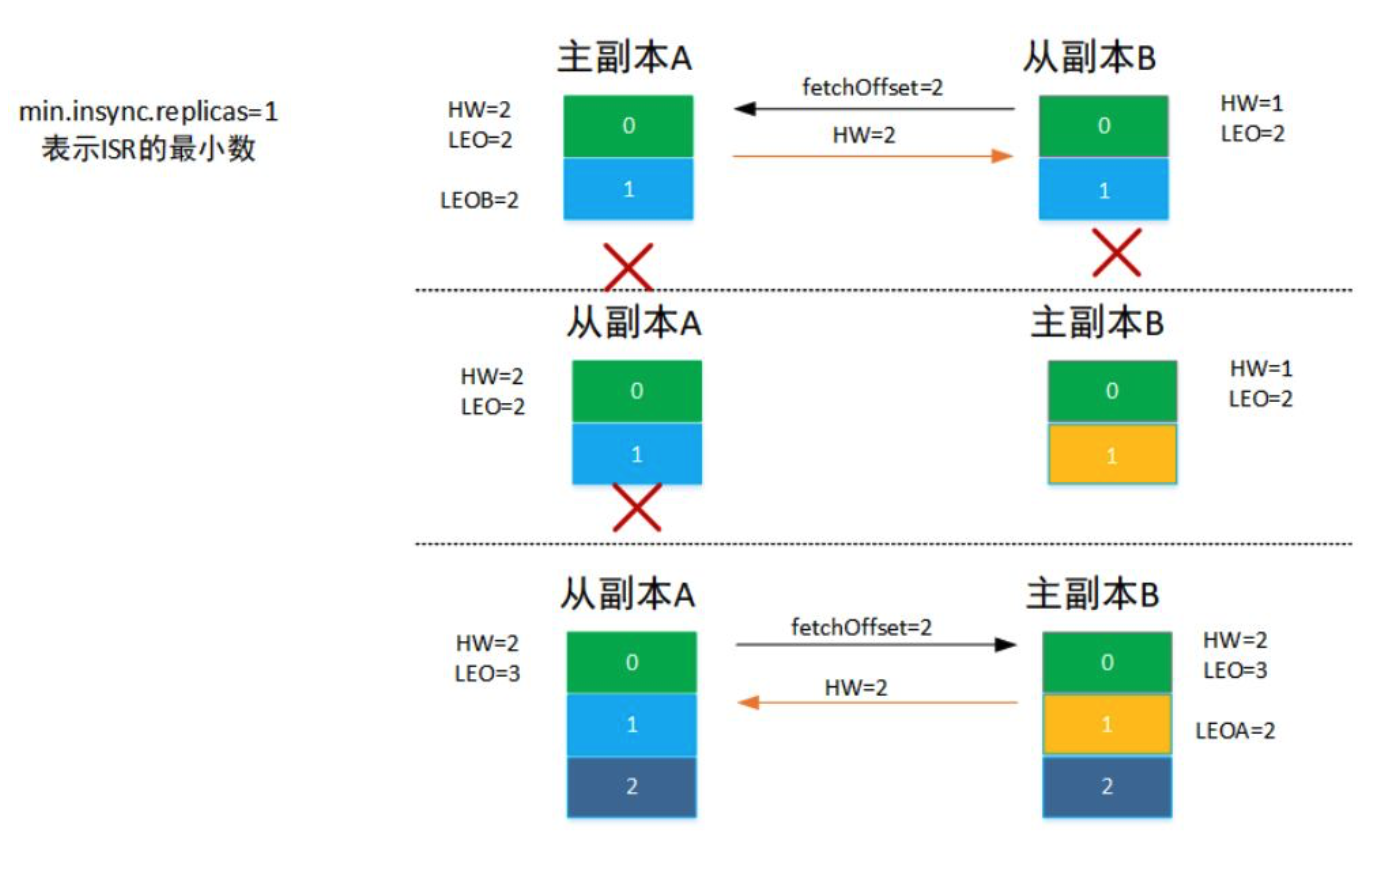 min.insync.replicas=1
表示ISR的最小数
主副本A
从副本B
HW=2
LEO=2
LEOB=2
0
1
fetchOffset=2
HW=2
0
1
HW=1
LEO=2
从副本A
主副本B
HW=2
LEO=2
0
1
0
1
HW=1
LEO=2
从副本A
主副本B
HW=2
LEO=3
0
1
2
fetchOffset=2
HW=2
0
1
2
HW=2
LEO=3
LEOA=2